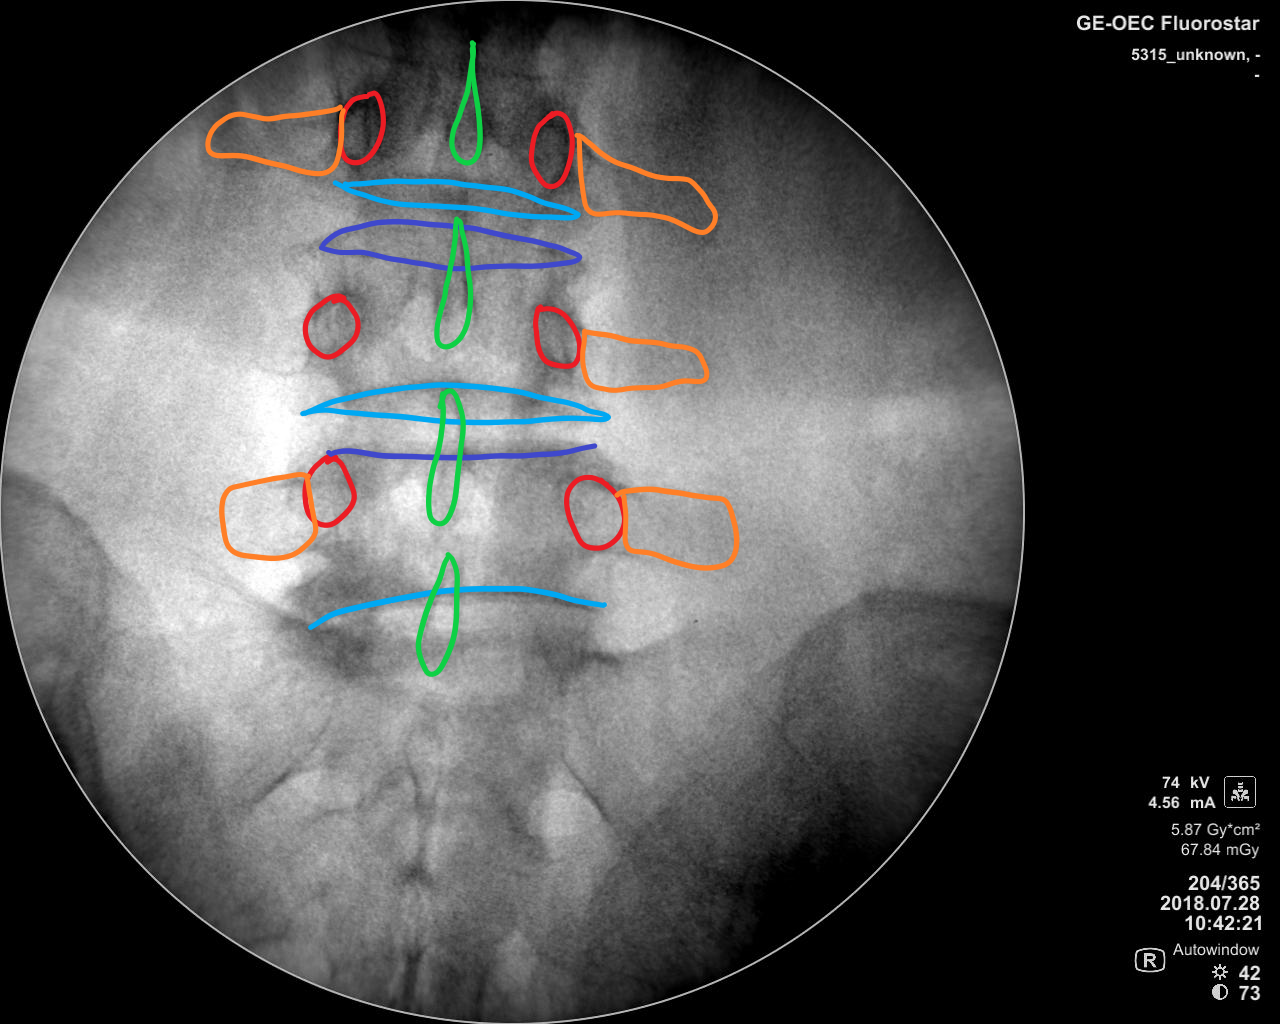 GE-OEC Fluorostar
5315_unknown, -
-
74 kV
4.56 mA
5.87 Gy*cm²
67.84 mGy
204/365
2018.07.28
10:42:21
Autowindow
R
42
73